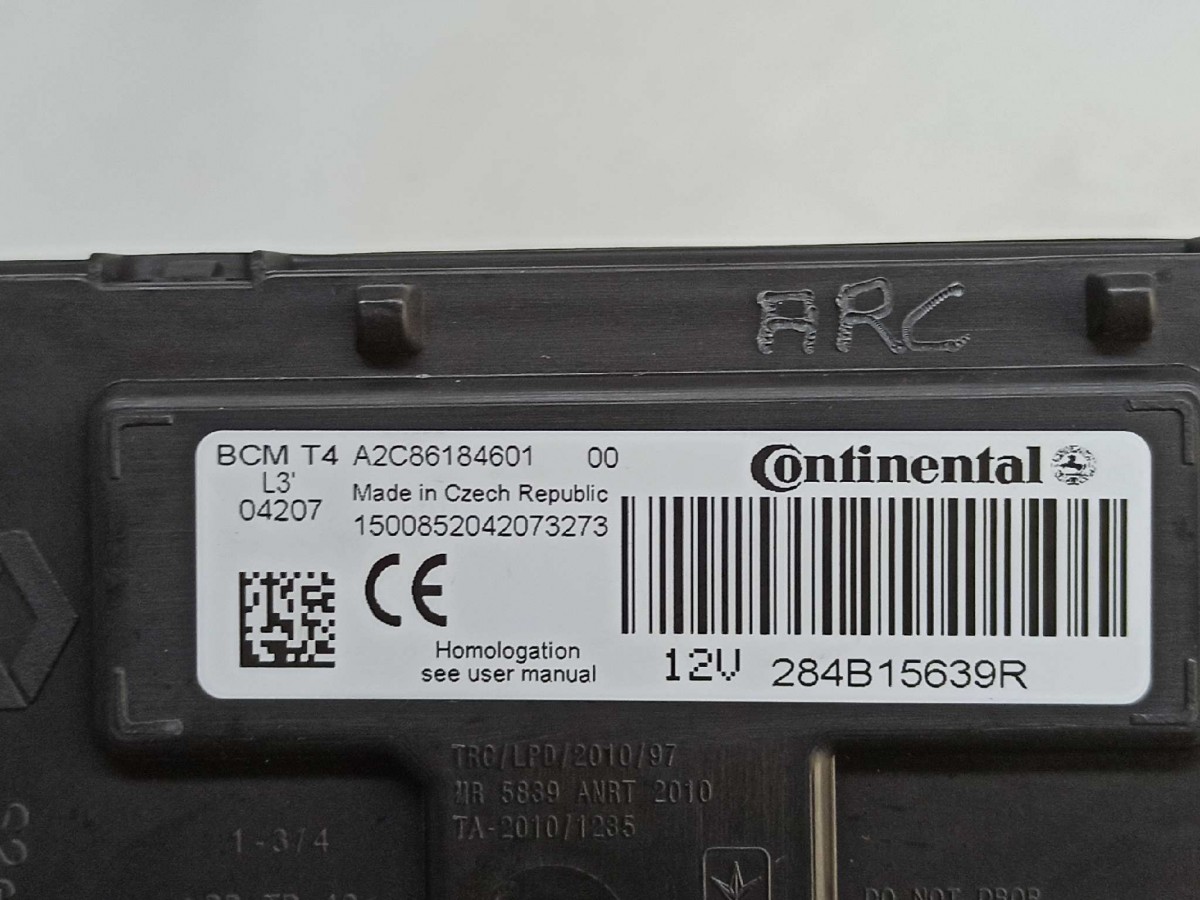 ARC
BCM T4 A2C86184601 00
L3'
04207
Made in Czech Republic
1500852042073273
Continental
CE
Homologation
see user manual
12V 284B15639R
TRC/LPD/2010/97
MR 5839 ANRT 2010
TA-2010/1235
1-3/4
DO NOT DROP